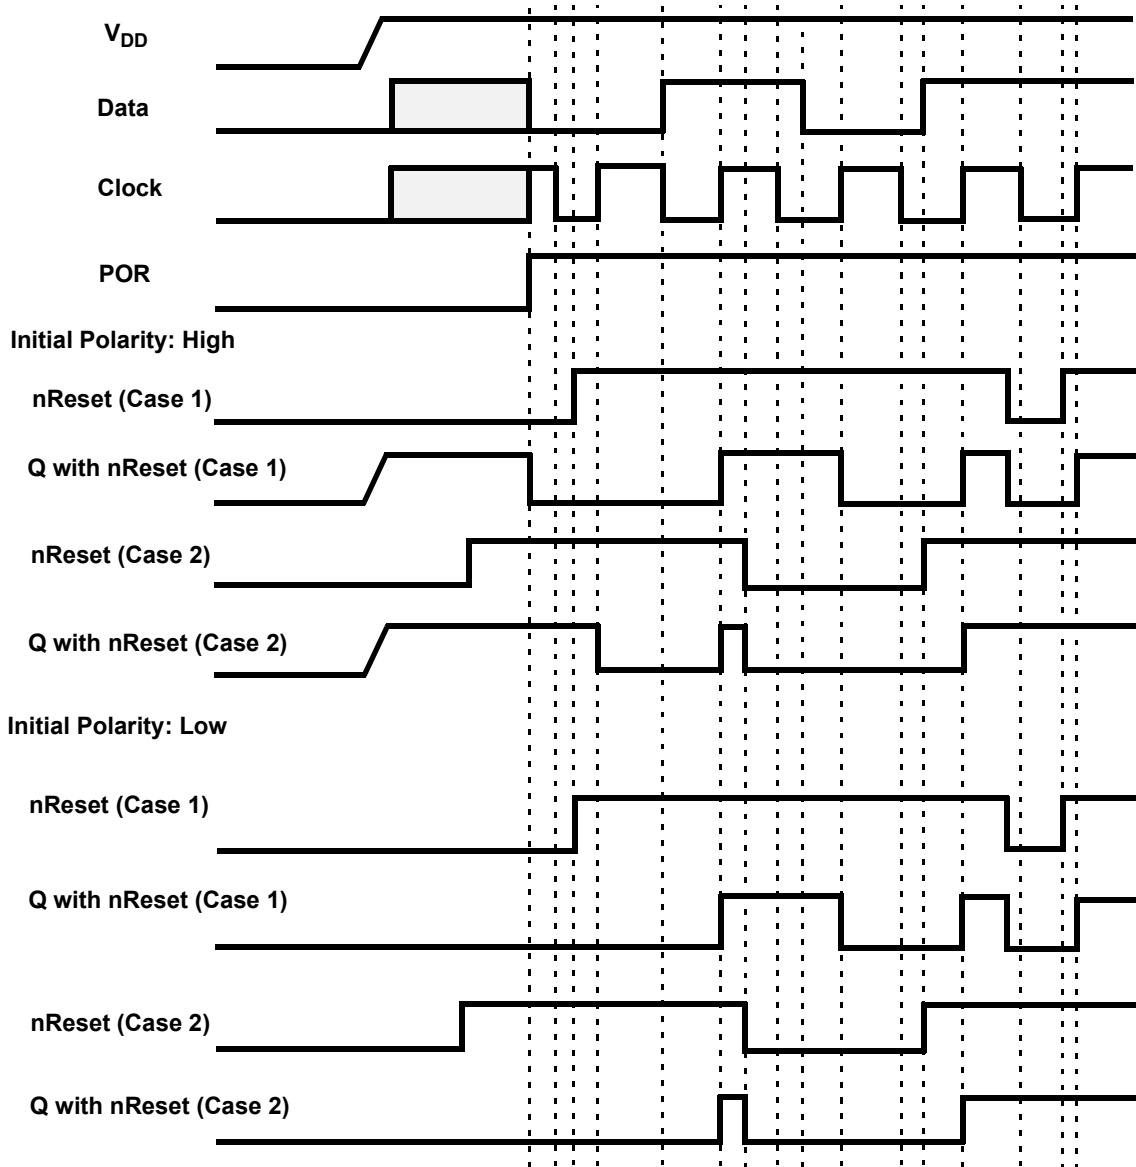 VDD
Data
Clock
POR
Initial Polarity: High
nReset (Case 1)
Q with nReset (Case 1)
nReset (Case 2)
Q with nReset (Case 2)
Initial Polarity: Low
nReset (Case 1)
Q with nReset (Case 1)
nReset (Case 2)
Q with nReset (Case 2)